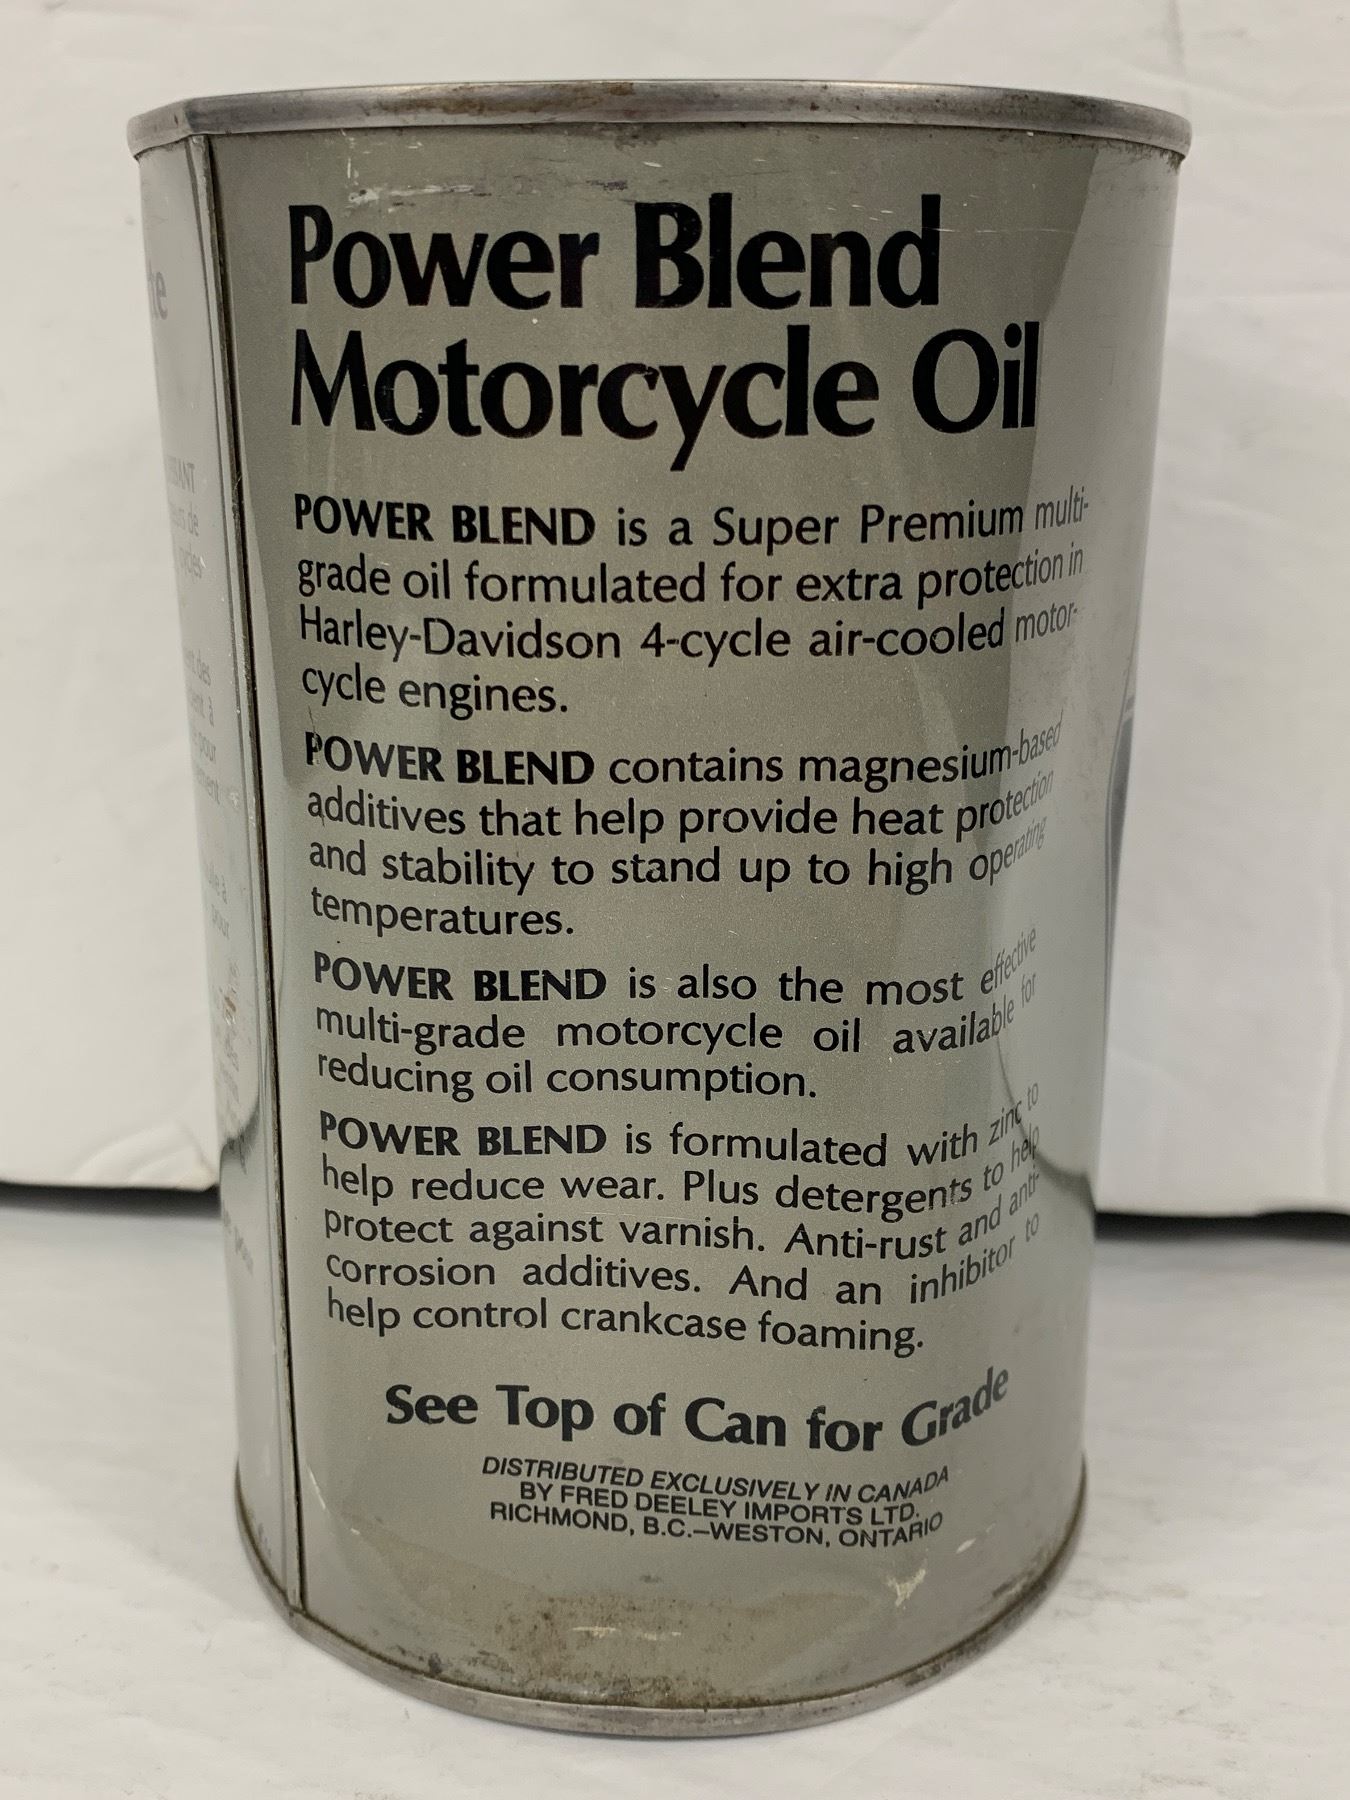 Power Blend
Motorcycle Oil
POWER BLEND is a Super Premium multi-
grade oil formulated for extra protection in
Harley-Davidson 4-cycle air-cooled motor-
cycle engines.
POWER BLEND contains magnesium-based
additives that help provide heat protection
and stability to stand up to high operating
temperatures.
POWER BLEND is also the most effective
multi-grade motorcycle oil available for
reducing oil consumption.
POWER BLEND is formulated with zinc to
help reduce wear. Plus detergents to help
protect against varnish. Anti-rust and anti-
corrosion additives. And an inhibitor to
help control crankcase foaming.
See Top of Can for Grade
DISTRIBUTED EXCLUSIVELY IN CANADA
BY FRED DEELEY IMPORTS LTD.
RICHMOND, B.C.–WESTON, ONTARIO